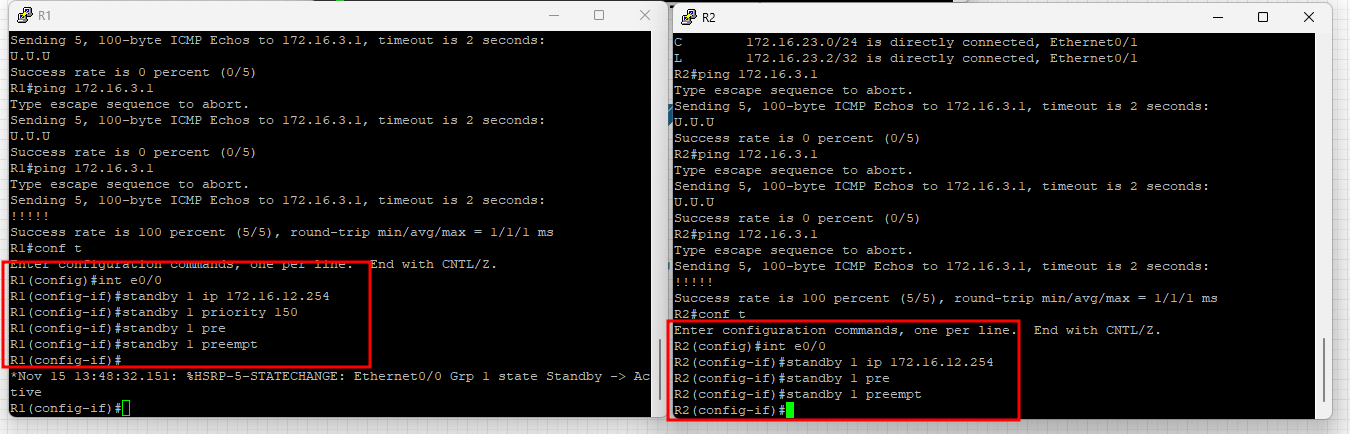 R1
Sending 5, 100-byte ICMP Echos to 172.16.3.1, timeout is 2 seconds:
U.U.U
Success rate is 0 percent (0/5)
R1#ping 172.16.3.1
Type escape sequence to abort.
Sending 5, 100-byte ICMP Echos to 172.16.3.1, timeout is 2 seconds:
U.U.U
Success rate is 0 percent (0/5)
R1#ping 172.16.3.1
Type escape sequence to abort.
Sending 5, 100-byte ICMP Echos to 172.16.3.1, timeout is 2 seconds:
!!!!!
Success rate is 100 percent (5/5), round-trip min/avg/max = 1/1/1 ms
R1#conf t
Enter configuration commands, one per line.  End with CNTL/Z.
R1(config)#int e0/0
R1(config-if)#standby 1 ip 172.16.12.254
R1(config-if)#standby 1 priority 150
R1(config-if)#standby 1 pre
R1(config-if)#standby 1 preempt
R1(config-if)#
*Nov 15 13:48:32.151: %HSRP-5-STATECHANGE: Ethernet0/0 Grp 1 state Standby -> Ac
tive
R1(config-if)#
R2
C        172.16.23.0/24 is directly connected, Ethernet0/1
L        172.16.23.2/32 is directly connected, Ethernet0/1
R2#ping 172.16.3.1
Type escape sequence to abort.
Sending 5, 100-byte ICMP Echos to 172.16.3.1, timeout is 2 seconds:
U.U.U
Success rate is 0 percent (0/5)
R2#ping 172.16.3.1
Type escape sequence to abort.
Sending 5, 100-byte ICMP Echos to 172.16.3.1, timeout is 2 seconds:
U.U.U
Success rate is 0 percent (0/5)
R2#ping 172.16.3.1
Type escape sequence to abort.
Sending 5, 100-byte ICMP Echos to 172.16.3.1, timeout is 2 seconds:
!!!!!
Success rate is 100 percent (5/5), round-trip min/avg/max = 1/1/1 ms
R2#conf t
Enter configuration commands, one per line.  End with CNTL/Z.
R2(config)#int e0/0
R2(config-if)#standby 1 ip 172.16.12.254
R2(config-if)#standby 1 pre
R2(config-if)#standby 1 preempt
R2(config-if)#